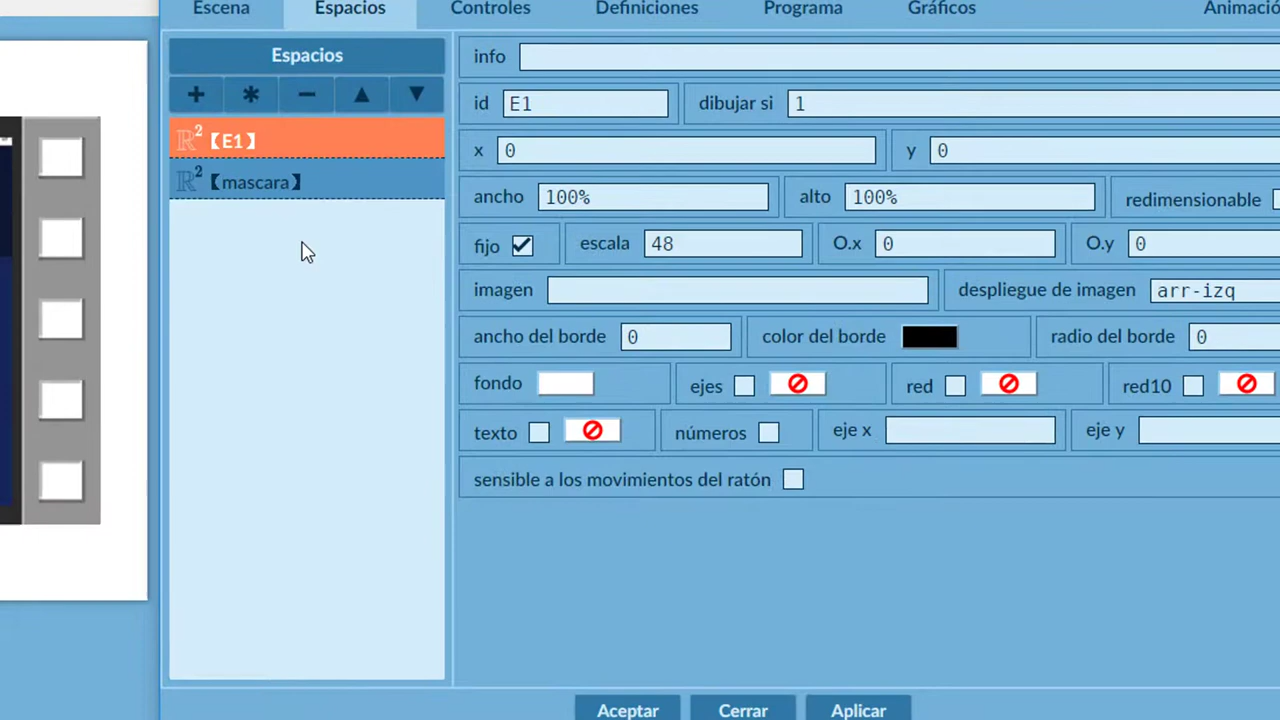 Escena Espacios Controles Definiciones Programa Gráficos Animació
Espacios
info
+ * − ▲ ▼
id E1 dibujar si 1
ℝ² 【E1】
x 0 y 0
ℝ² 【mascara】
ancho 100% alto 100% redimensionable
fijo escala 48 O.x 0 O.y 0
imagen despliegue de imagen arr-izq
ancho del borde 0 color del borde radio del borde 0
fondo ejes red red10
texto números eje x eje y
sensible a los movimientos del ratón
Aceptar Cerrar Aplicar